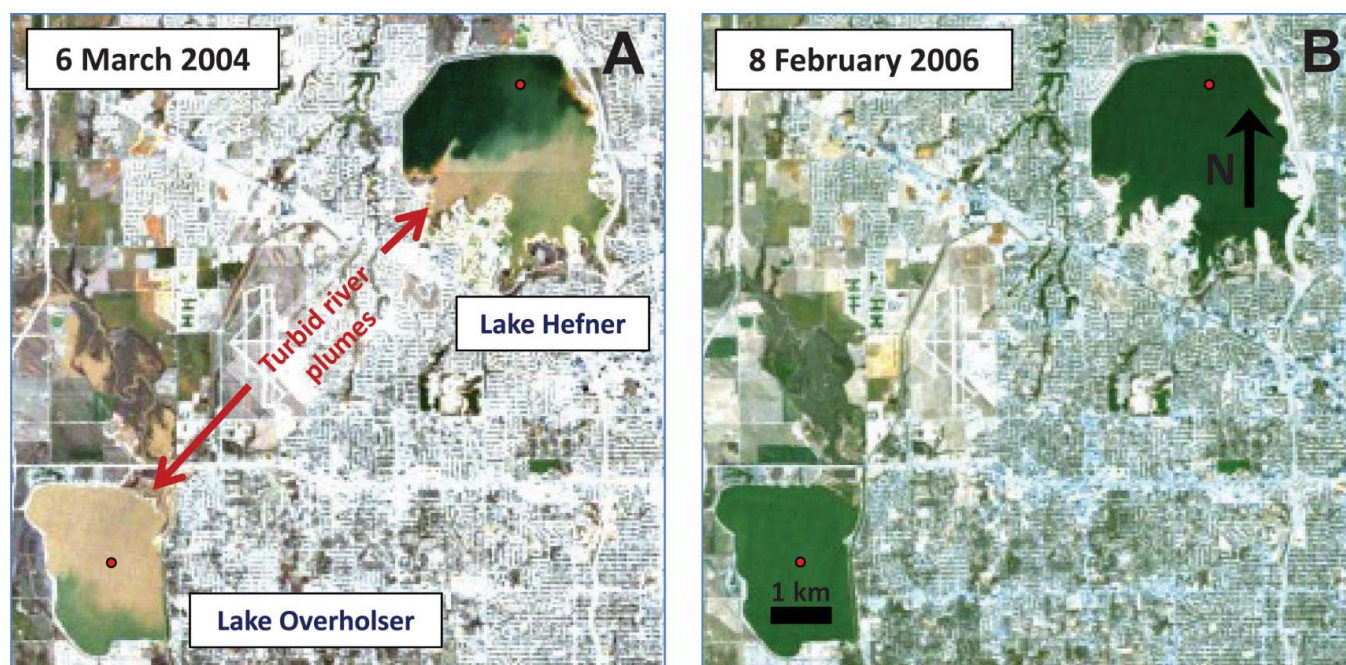 6 March 2004
A
Turbid river
plumes
Lake Hefner
Lake Overholser
8 February 2006
B
N
1 km